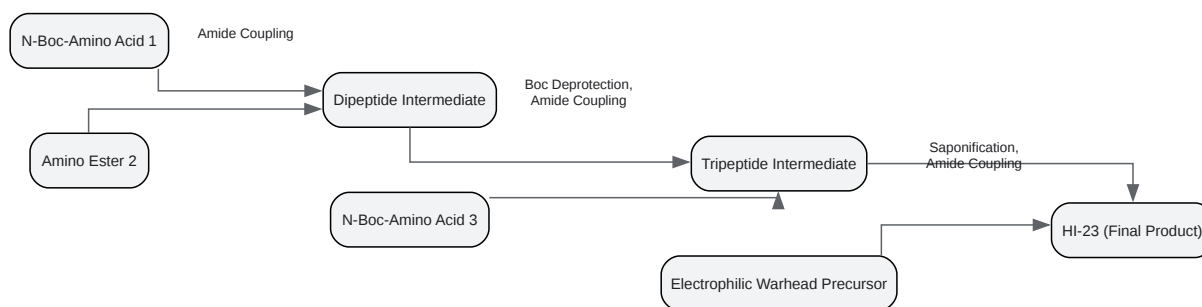 N-Boc-Amino Acid 1
Amide Coupling
Amino Ester 2
Dipeptide Intermediate
Boc Deprotection,
Amide Coupling
N-Boc-Amino Acid 3
Tripeptide Intermediate
Saponification,
Amide Coupling
Electrophilic Warhead Precursor
HI-23 (Final Product)